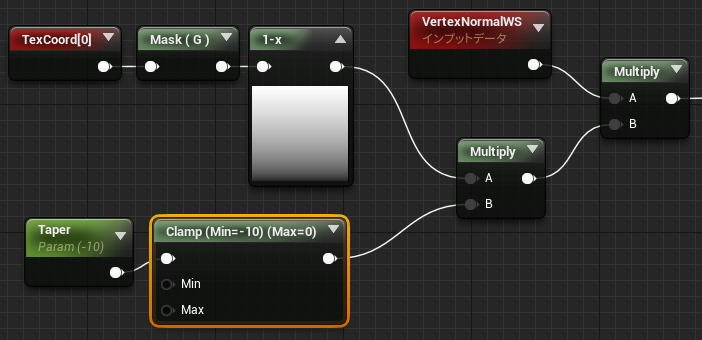 TexCoord[0]
Mask ( G )
1-x
VertexNormalWS
インプットデータ
Multiply
A
B
Multiply
A
B
Taper
Param (-10)
Clamp (Min=-10) (Max=0)
Min
Max